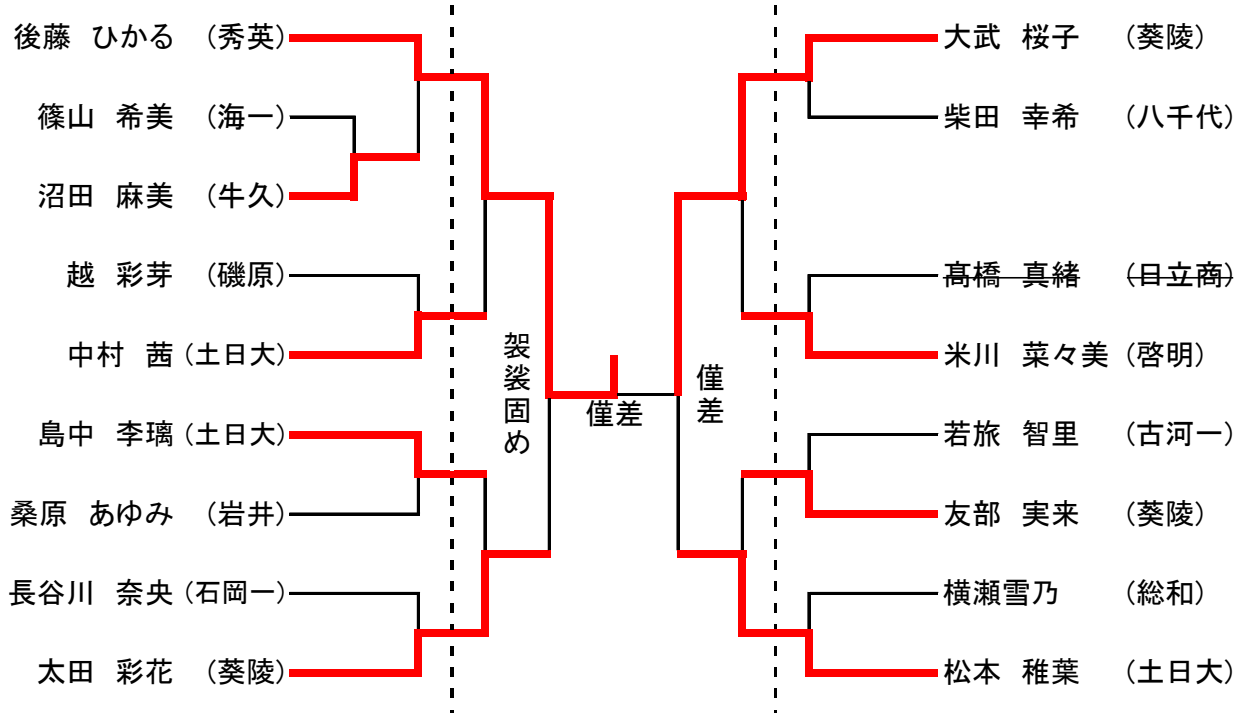 後藤 ひかる (秀英)
篠山 希美 (海一)
沼田 麻美 (牛久)
越 彩芽 (磯原)
中村 茜 (土日大)
島中 李璃 (土日大)
桑原 あゆみ (岩井)
長谷川 奈央 (石岡一)
太田 彩花 (葵陵)
袈裟固め
僅差
僅差
大武 桜子 (葵陵)
柴田 幸希 (八千代)
髙橋 真緒 (日立商)
米川 菜々美 (啓明)
若旅 智里 (古河一)
友部 実来 (葵陵)
横瀬雪乃 (総和)
松本 稚葉 (土日大)